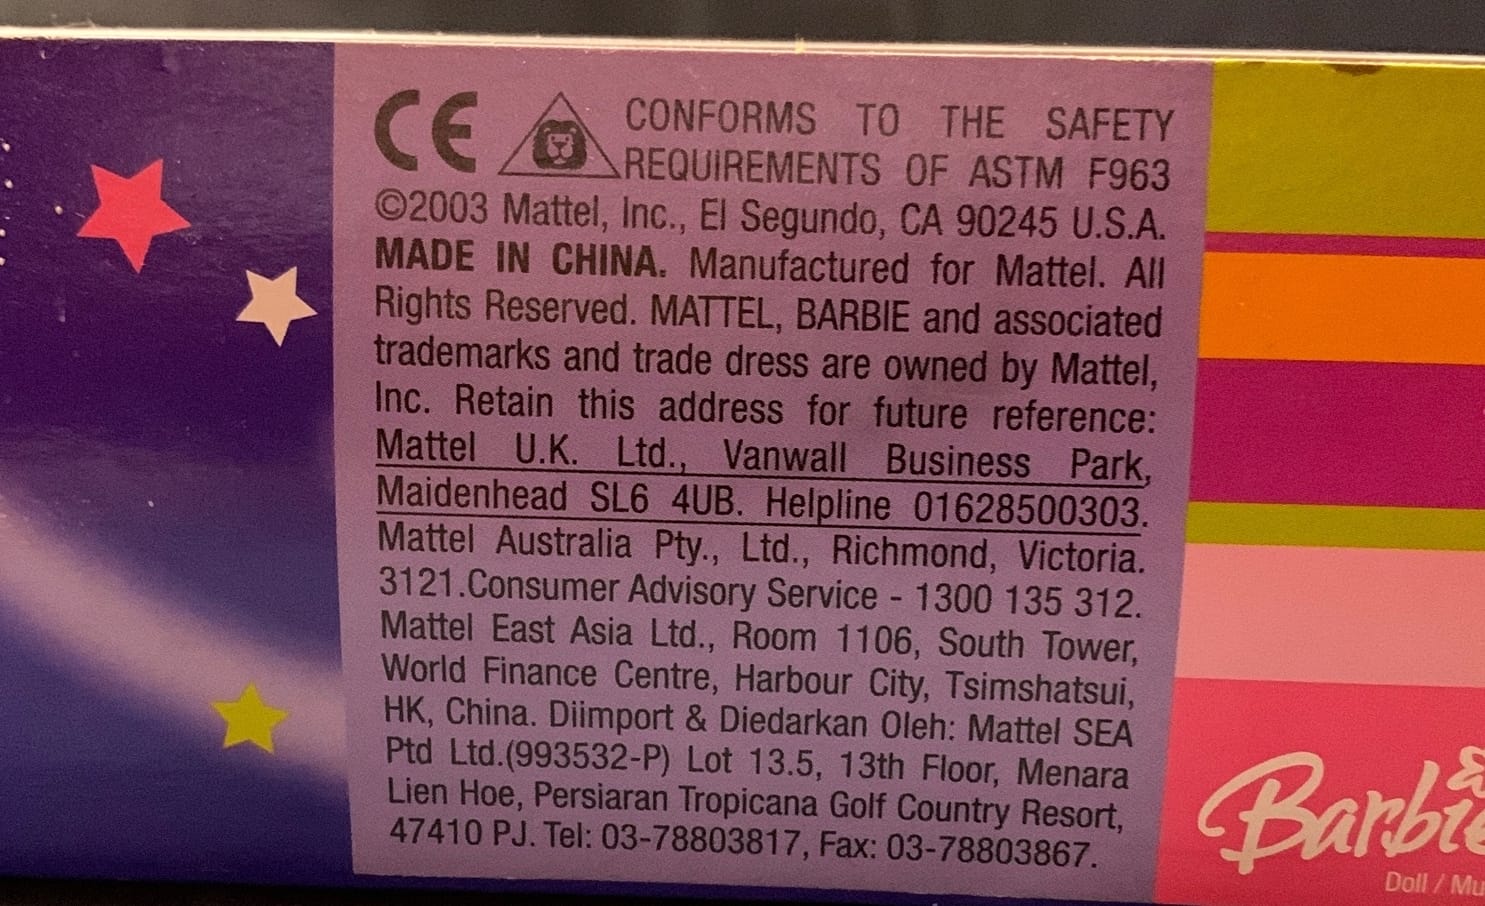 CE CONFORMS TO THE SAFETY
REQUIREMENTS OF ASTM F963
©2003 Mattel, Inc., El Segundo, CA 90245 U.S.A.
MADE IN CHINA. Manufactured for Mattel. All
Rights Reserved. MATTEL, BARBIE and associated
trademarks and trade dress are owned by Mattel,
Inc. Retain this address for future reference:
Mattel U.K. Ltd., Vanwall Business Park,
Maidenhead SL6 4UB. Helpline 01628500303.
Mattel Australia Pty., Ltd., Richmond, Victoria.
3121.Consumer Advisory Service - 1300 135 312.
Mattel East Asia Ltd., Room 1106, South Tower,
World Finance Centre, Harbour City, Tsimshatsui,
HK, China. Diimport & Diedarkan Oleh: Mattel SEA
Ptd Ltd.(993532-P) Lot 13.5, 13th Floor, Menara
Lien Hoe, Persiaran Tropicana Golf Country Resort,
47410 PJ. Tel: 03-78803817, Fax: 03-78803867.
Barbie
Doll / Mu